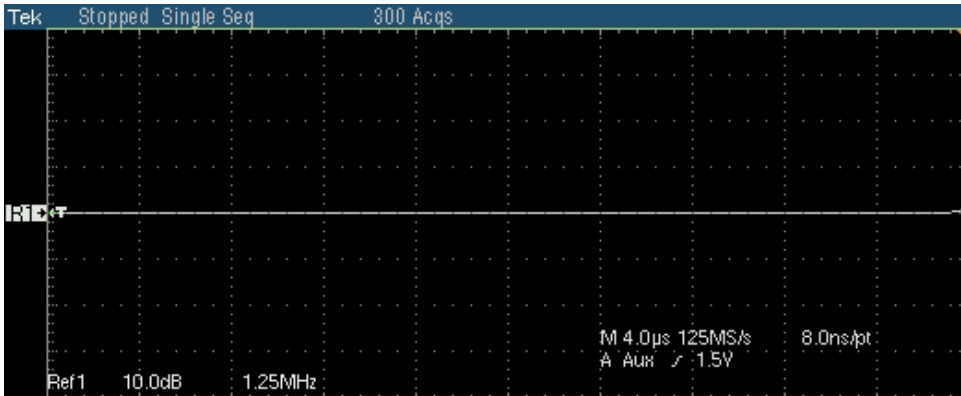 Tek Stopped Single Seq 300 Acqs
R1
T
M 4.0µs 125MS/s 8.0ns/pt
A Aux 1.5V
Ref1 10.0dB 1.25MHz